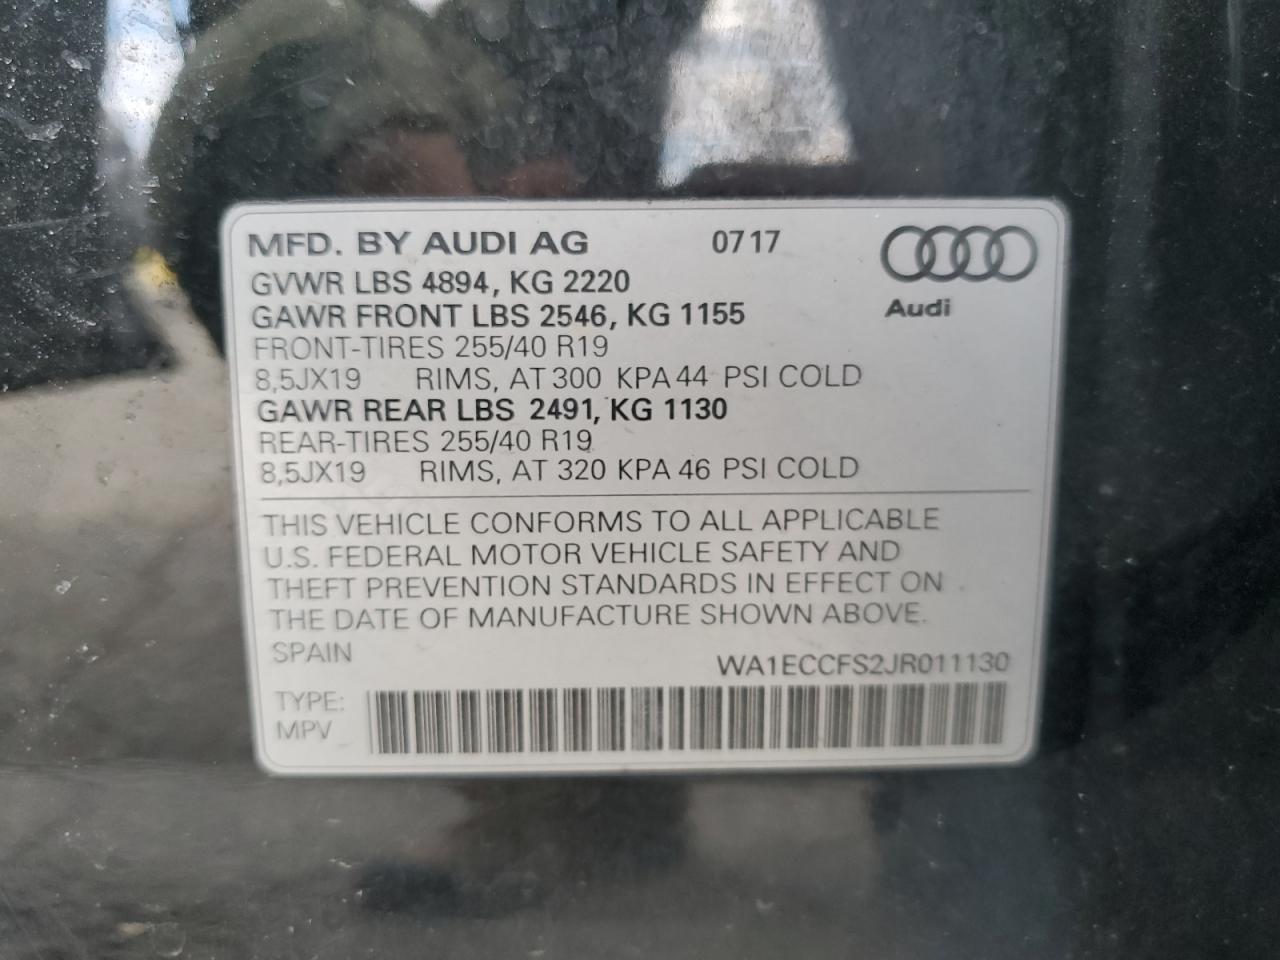 MFD. BY AUDI AG 0717
GVWR LBS 4894, KG 2220
GAWR FRONT LBS 2546, KG 1155
Audi
FRONT-TIRES 255/40 R19
8,5JX19 RIMS, AT 300 KPA 44 PSI COLD
GAWR REAR LBS 2491, KG 1130
REAR-TIRES 255/40 R19
8,5JX19 RIMS, AT 320 KPA 46 PSI COLD
THIS VEHICLE CONFORMS TO ALL APPLICABLE
U.S. FEDERAL MOTOR VEHICLE SAFETY AND
THEFT PREVENTION STANDARDS IN EFFECT ON
THE DATE OF MANUFACTURE SHOWN ABOVE.
SPAIN WA1ECCFS2JR011130
TYPE:
MPV